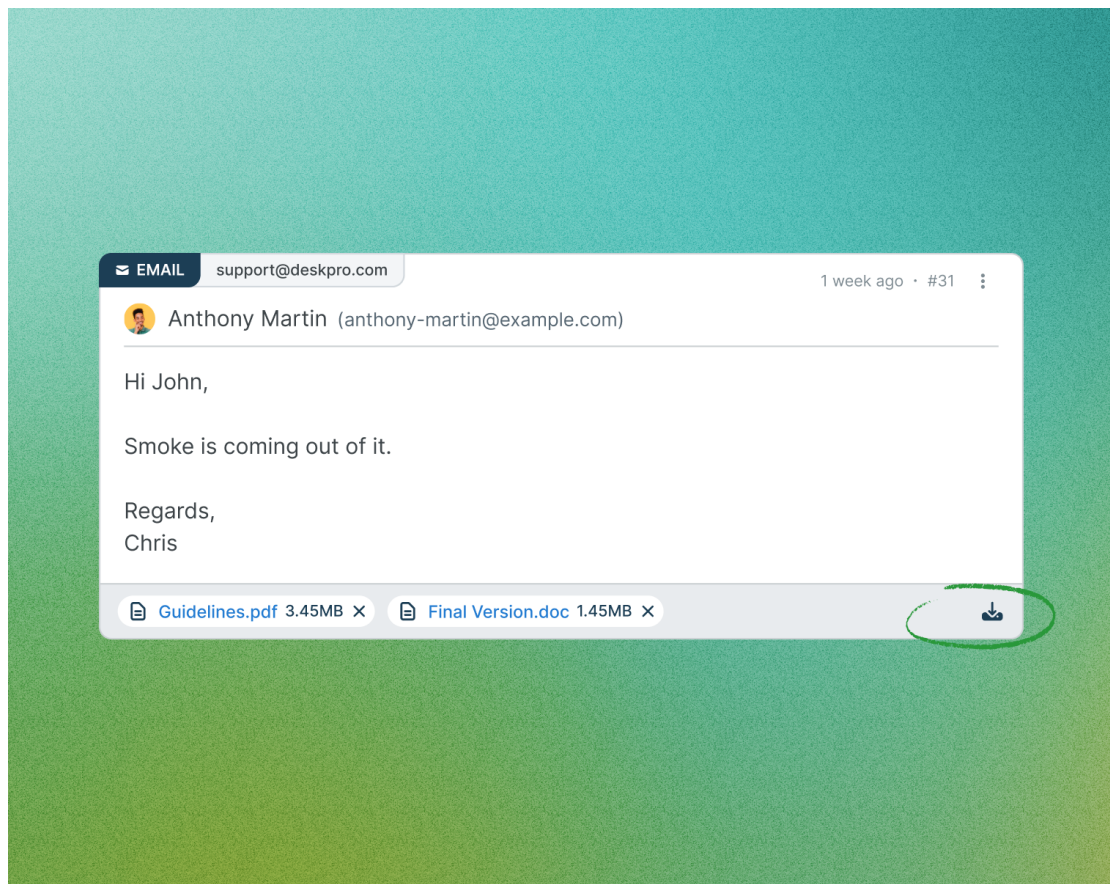 EMAIL support@deskpro.com
1 week ago · #31
Anthony Martin (anthony-martin@example.com)
Hi John,
Smoke is coming out of it.
Regards,
Chris
Guidelines.pdf 3.45MB Final Version.doc 1.45MB